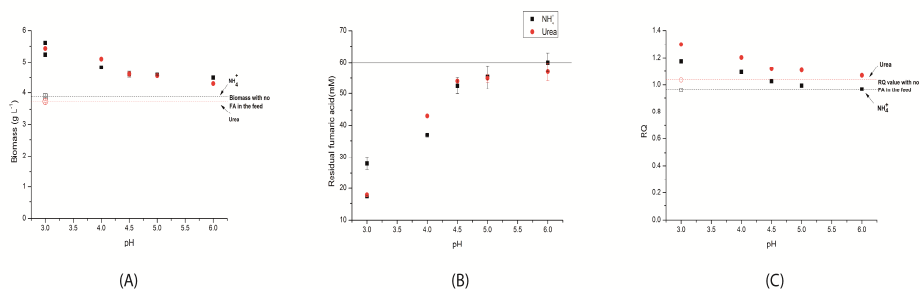 NH4+
Urea
Biomass (g L-1)
6
5
4
3
2
1
0
NH4+
Biomass with no
FA in the feed
Urea
3.0 3.5 4.0 4.5 5.0 5.5 6.0
pH
(A)
Residual fumaric acid(mM)
70
60
50
40
30
20
10
3.0 3.5 4.0 4.5 5.0 5.5 6.0
pH
(B)
RQ
1.4
1.2
1.0
0.8
0.6
0.4
0.2
0.0
Urea
RQ value with no
FA in the feed
NH4+
3.0 3.5 4.0 4.5 5.0 5.5 6.0
pH
(C)